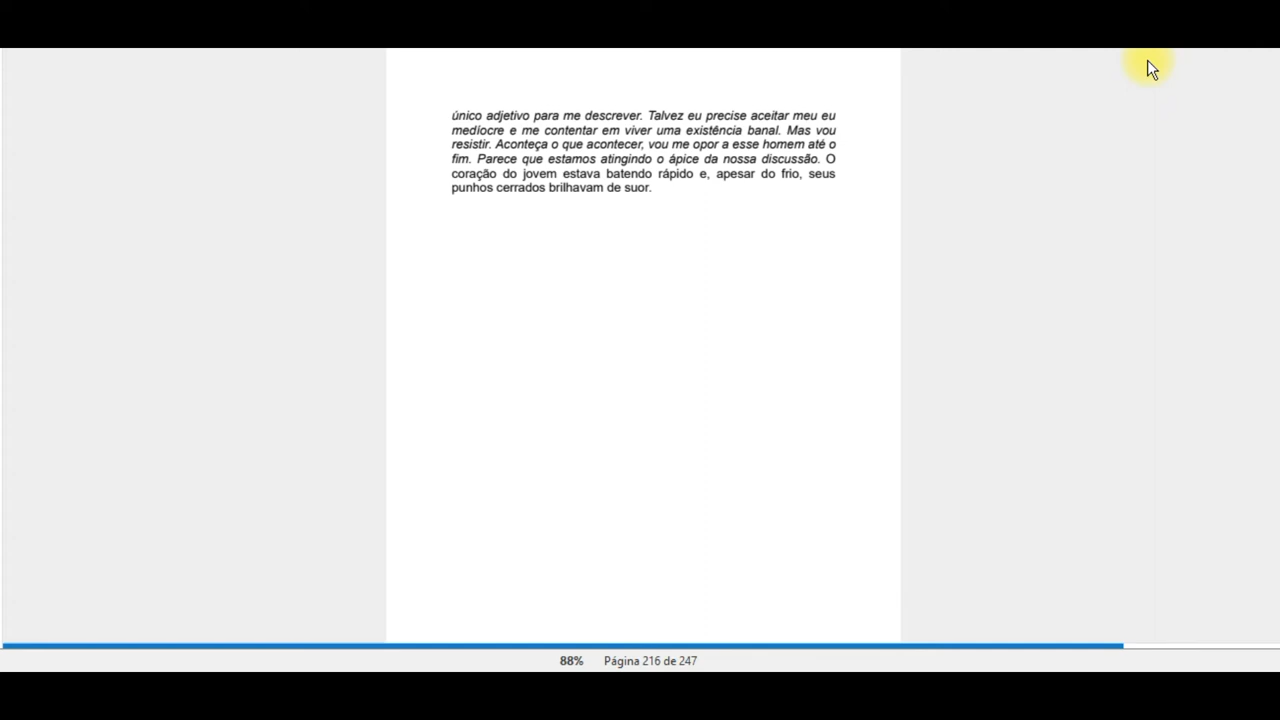 único adjetivo para me descrever. Talvez eu precise aceitar meu eu
medíocre e me contentar em viver uma existência banal. Mas vou
resistir. Aconteça o que acontecer, vou me opor a esse homem até o
fim. Parece que estamos atingindo o ápice da nossa discussão. O
coração do jovem estava batendo rápido e, apesar do frio, seus
punhos cerrados brilhavam de suor.
88% Página 216 de 247